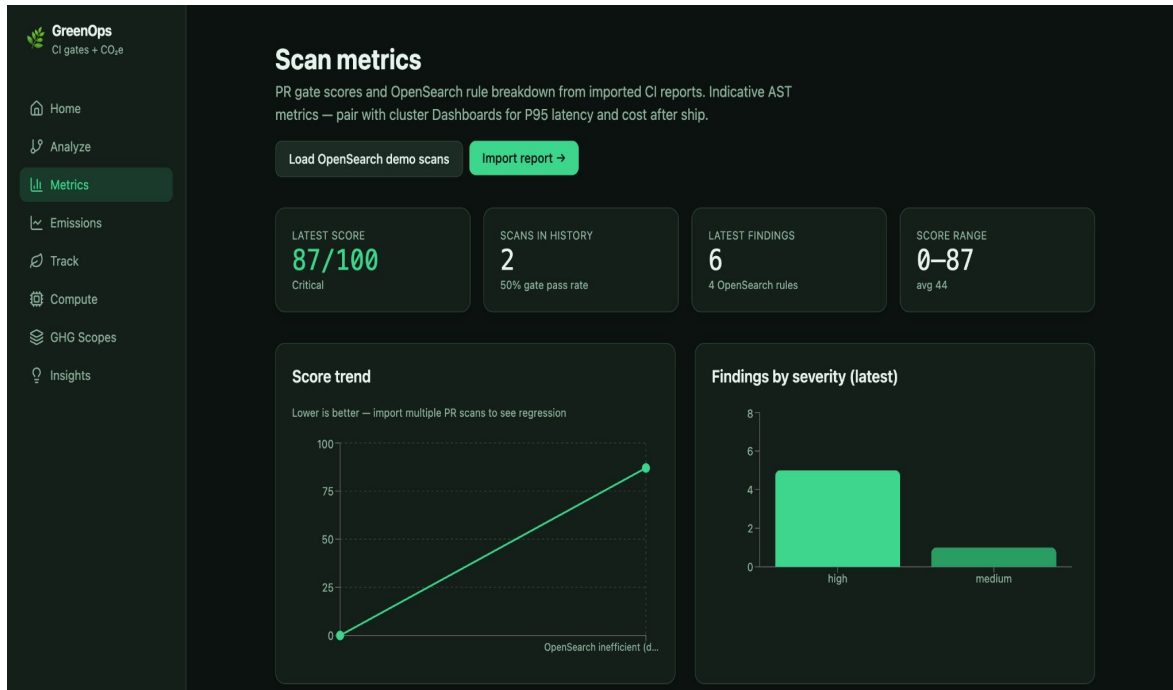 GreenOps
CI gates + CO₂e
Home
Analyze
Metrics
Emissions
Track
Compute
GHG Scopes
Insights
Scan metrics
PR gate scores and OpenSearch rule breakdown from imported CI reports. Indicative AST
metrics — pair with cluster Dashboards for P95 latency and cost after ship.
Load OpenSearch demo scans
Import report →
LATEST SCORE
87/100
Critical
SCANS IN HISTORY
2
50% gate pass rate
LATEST FINDINGS
6
4 OpenSearch rules
SCORE RANGE
0–87
avg 44
Score trend
Lower is better — import multiple PR scans to see regression
100
75
50
25
0
OpenSearch inefficient (d...
Findings by severity (latest)
8
6
4
2
0
high
medium